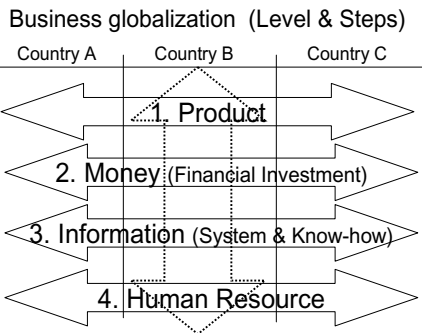 Business globalization (Level & Steps)
Country A Country B Country C
1. Product
2. Money (Financial Investment)
3. Information (System & Know-how)
4. Human Resource